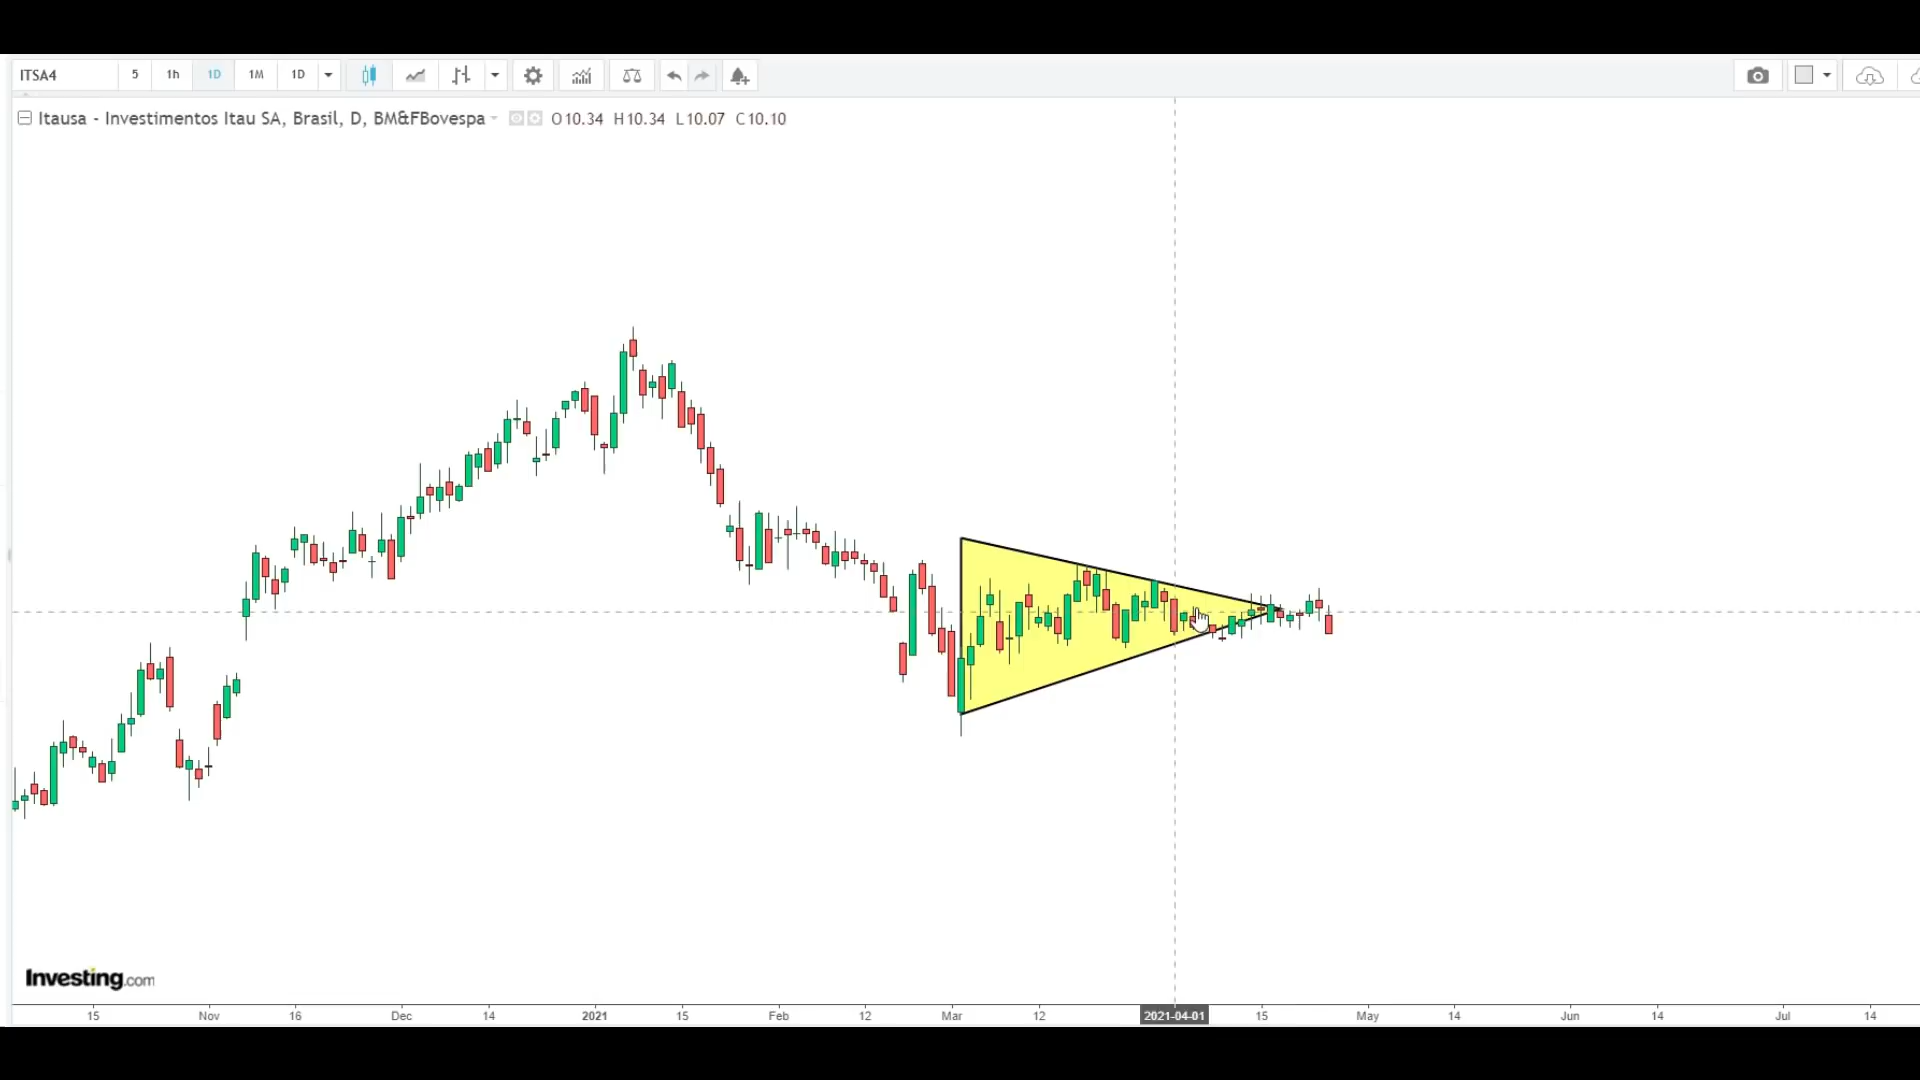 ITSA4 5 1h 1D 1M 1D
Itausa - Investimentos Itau SA, Brasil, D, BM&FBovespa O10.34 H10.34 L10.07 C10.10
Investing.com
15 Nov 16 Dec 14 2021 15 Feb 12 Mar 12 2021-04-01 15 May 14 Jun 14 Jul 14